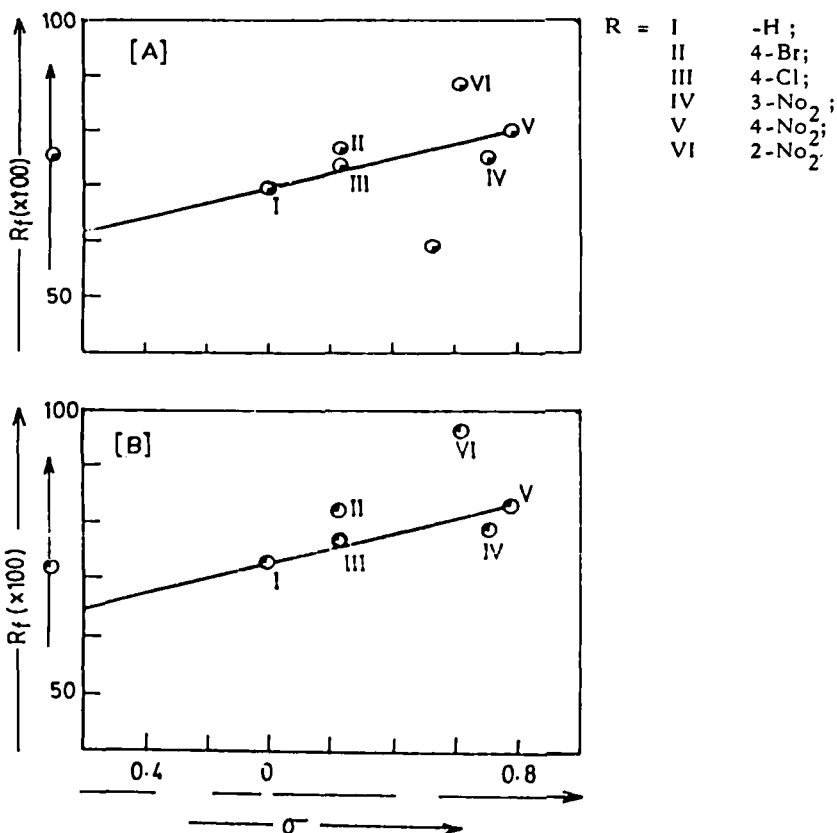 100
[A]
VI
II
V
III
IV
I
50
Rf (x100)
R = I -H ;
II 4-Br;
III 4-Cl;
IV 3-No2;
V 4-No2;
VI 2-No2.
100
[B]
VI
II
V
III
IV
I
50
Rf (x100)
0.4 0 0.8
σ